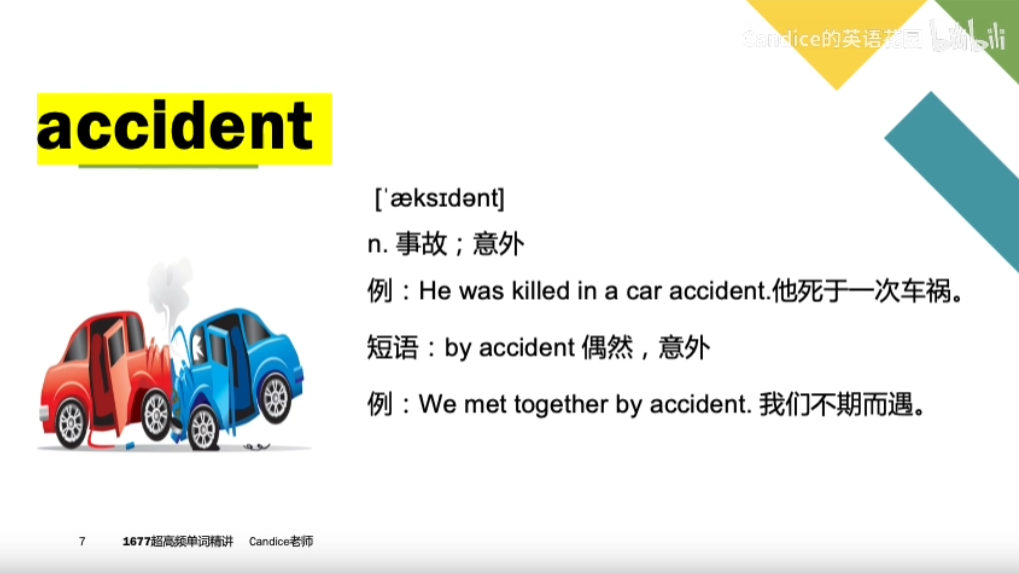 Candice的英语花园 bilibili
accident
[ˈæksɪdənt]
n. 事故；意外
例：He was killed in a car accident.他死于一次车祸。
短语：by accident 偶然，意外
例：We met together by accident. 我们不期而遇。
7 1677超高频单词精讲 Candice老师